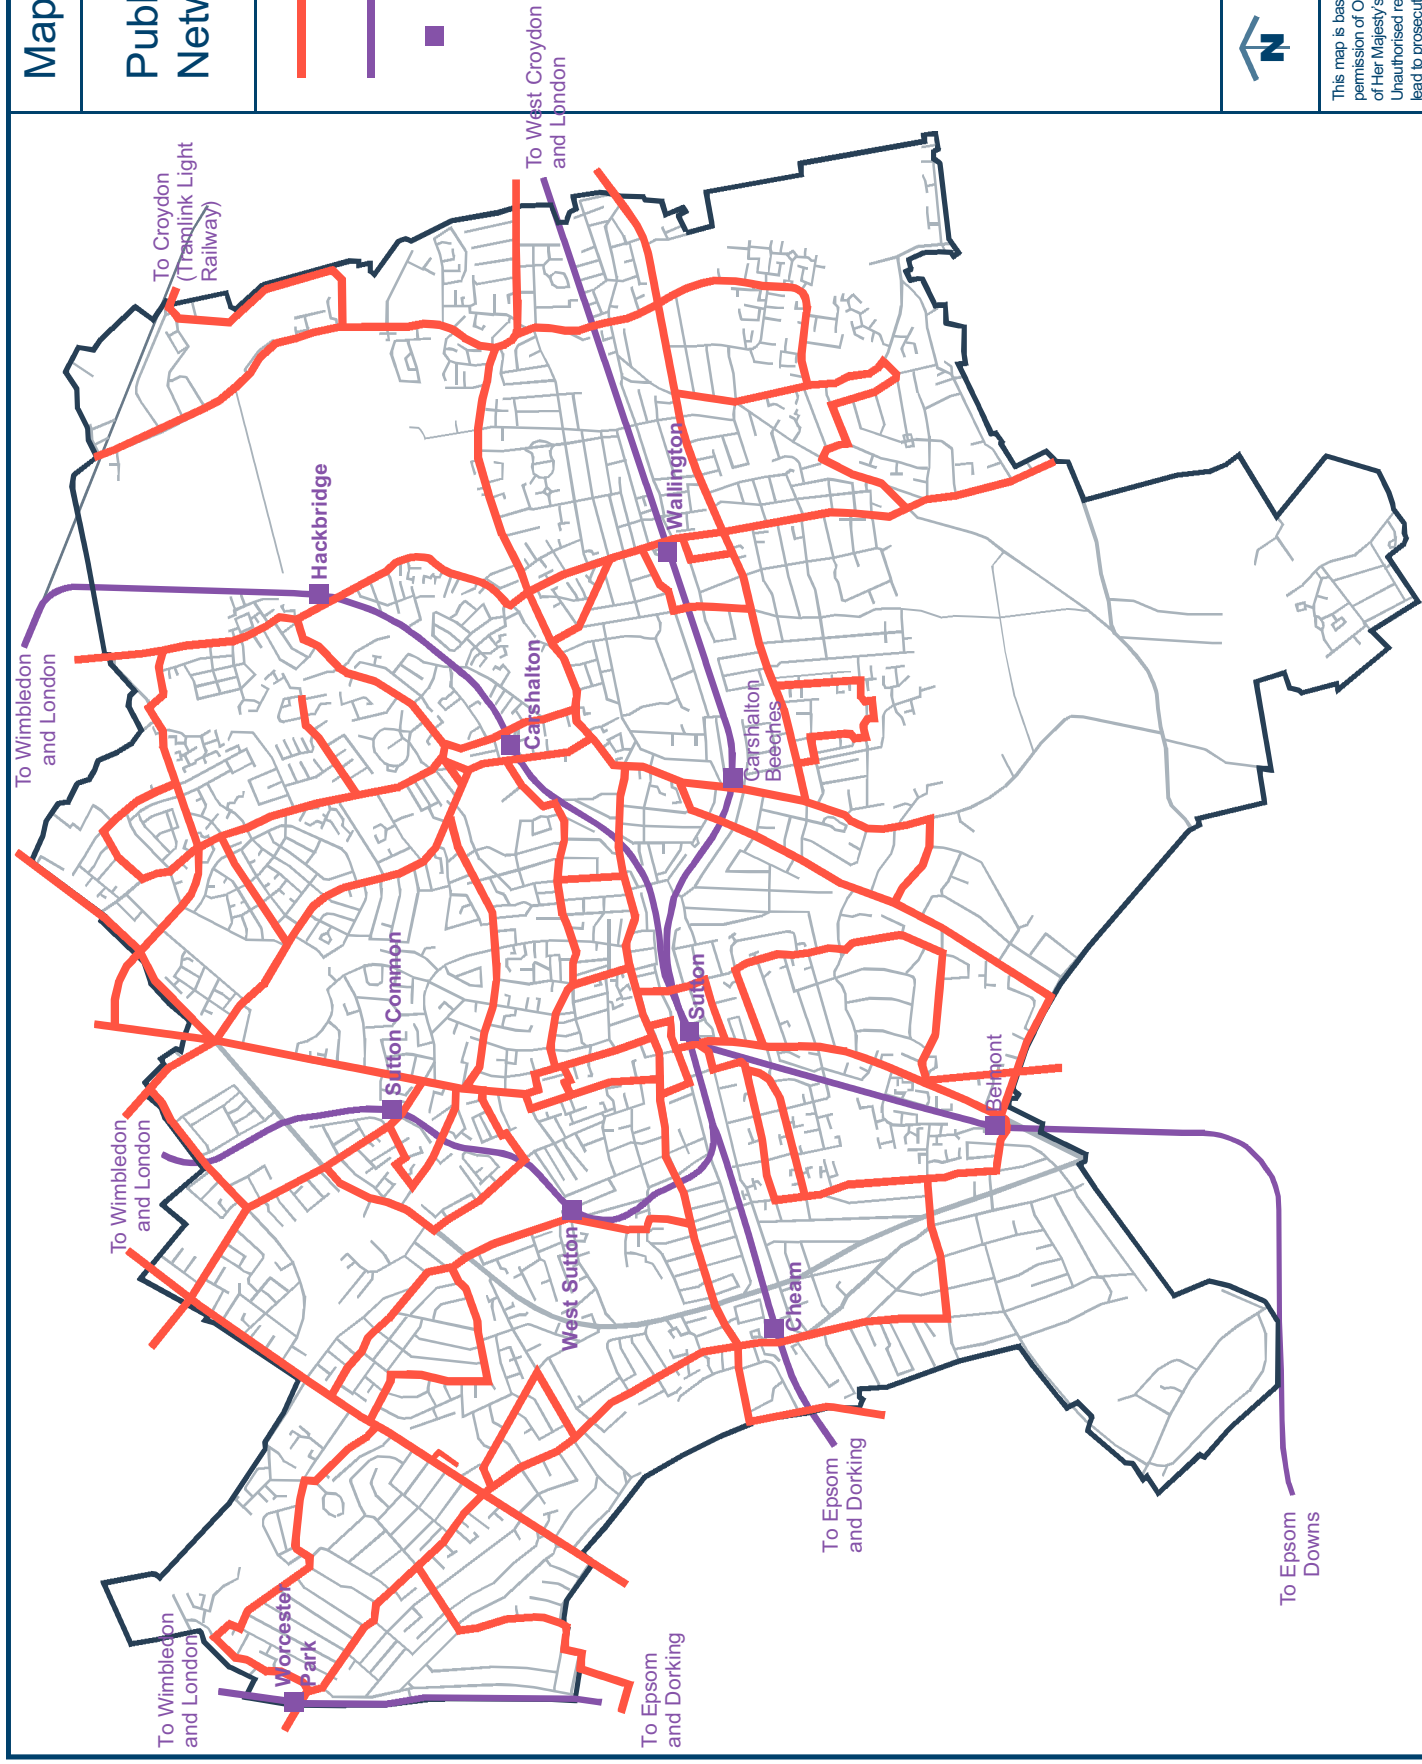 Map
Publ
Netw
To West Croydon
and London
N
This map is bas
permission of O
of Her Majesty's
Unauthorised re
lead to prosecut
To Croydon
(Tramlink Light
Railway)
To Wimbledon
and London
Hackbridge
Wallington
Carshalton
Carshalton
Beeches
Sutton Common
Sutton
Belmont
To Wimbledon
and London
West Sutton
Cheam
To Epsom
and Dorking
To Epsom
Downs
Worcester
Park
To Wimbledon
and London
To Epsom
and Dorking